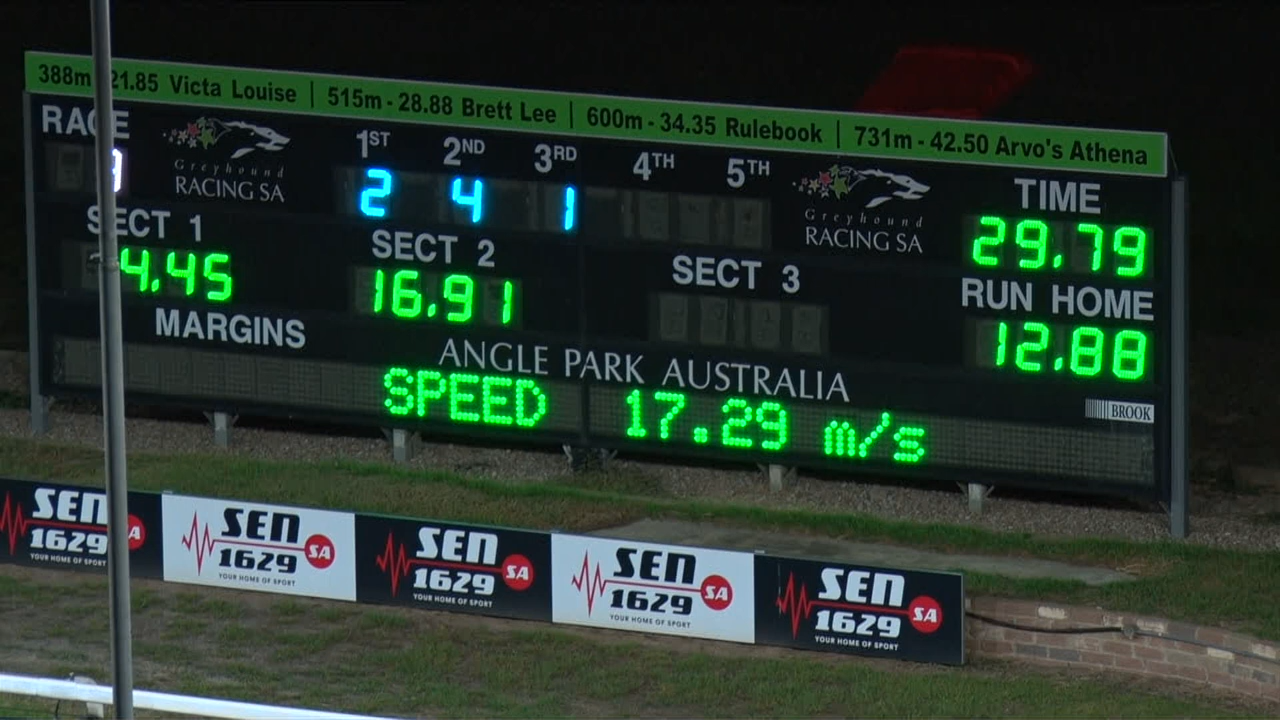 388m 21.85 Victa Louise | 515m - 28.88 Brett Lee | 600m - 34.35 Rulebook | 731m - 42.50 Arvo's Athena
RACE
Greyhound
RACING SA
1ST 2ND 3RD 4TH 5TH
2 4 1
Greyhound
RACING SA
TIME
29.79
SECT 1
4.45
SECT 2
16.91
SECT 3
RUN HOME
12.88
MARGINS
ANGLE PARK AUSTRALIA
BROOK
SPEED 17.29 m/s
SEN
1629 SA
YOUR HOME OF SPORT
SEN
1629 SA
YOUR HOME OF SPORT
SEN
1629 SA
YOUR HOME OF SPORT
SEN
1629 SA
YOUR HOME OF SPORT
SEN
1629 SA
YOUR HOME OF SPORT